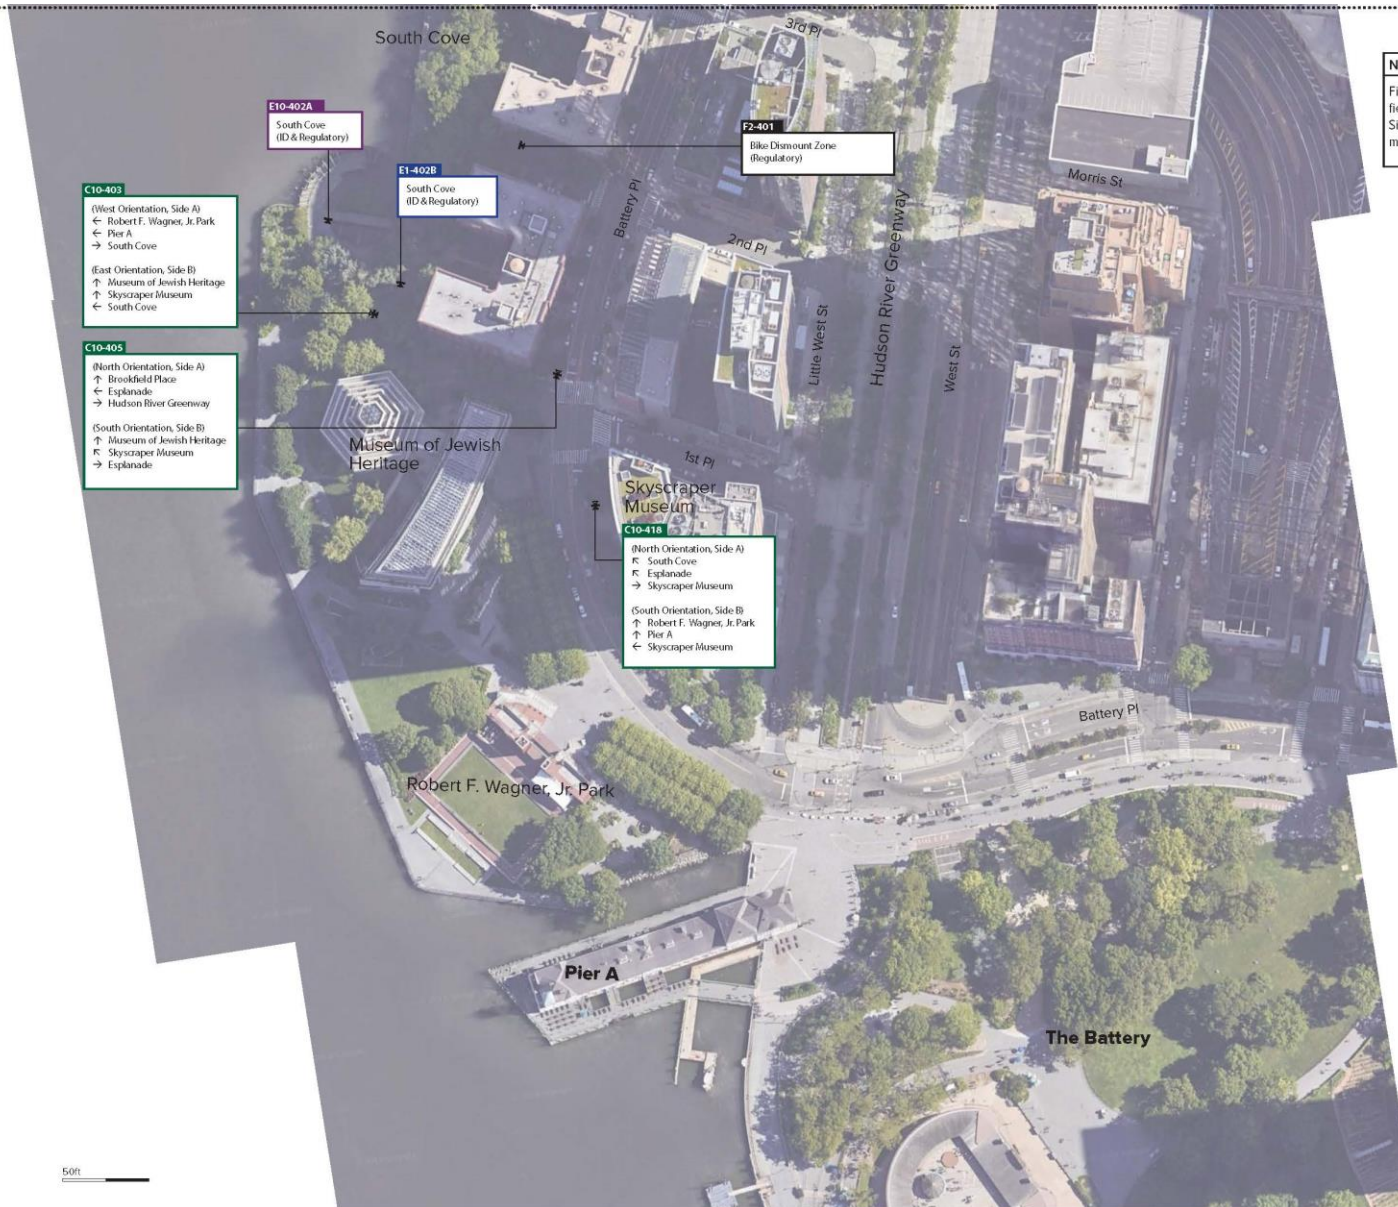 South Cove
3rd Pl
E10-402A
South Cove
(ID & Regulatory)
F2-401
Bike Dismount Zone
(Regulatory)
E1-402B
South Cove
(ID & Regulatory)
Morris St
Battery Pl
2nd Pl
Hudson River Greenway
Little West St
West St
C10-403
(West Orientation, Side A)
← Robert F. Wagner, Jr. Park
← Pier A
→ South Cove
(East Orientation, Side B)
↑ Museum of Jewish Heritage
↑ Skyscraper Museum
← South Cove
C10-405
(North Orientation, Side A)
↑ Brookfield Place
← Esplanade
→ Hudson River Greenway
(South Orientation, Side B)
↑ Museum of Jewish Heritage
↖ Skyscraper Museum
→ Esplanade
Museum of Jewish
Heritage
1st Pl
Skyscraper
Museum
C10-418
(North Orientation, Side A)
↖ South Cove
↖ Esplanade
→ Skyscraper Museum
(South Orientation, Side B)
↑ Robert F. Wagner, Jr. Park
↑ Pier A
← Skyscraper Museum
Battery Pl
Robert F. Wagner, Jr. Park
Pier A
The Battery
50ft